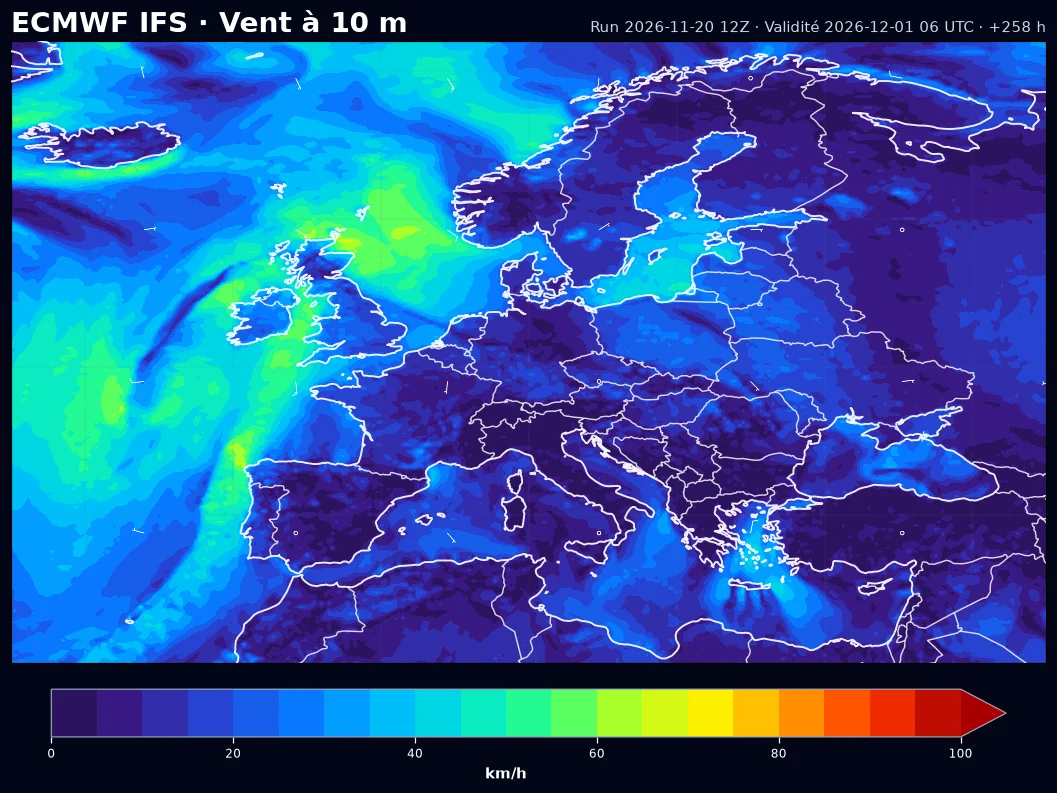 ECMWF IFS · Vent à 10 m
Run 2026-11-20 12Z · Validité 2026-12-01 06 UTC · +258 h
0 20 40 60 80 100
km/h